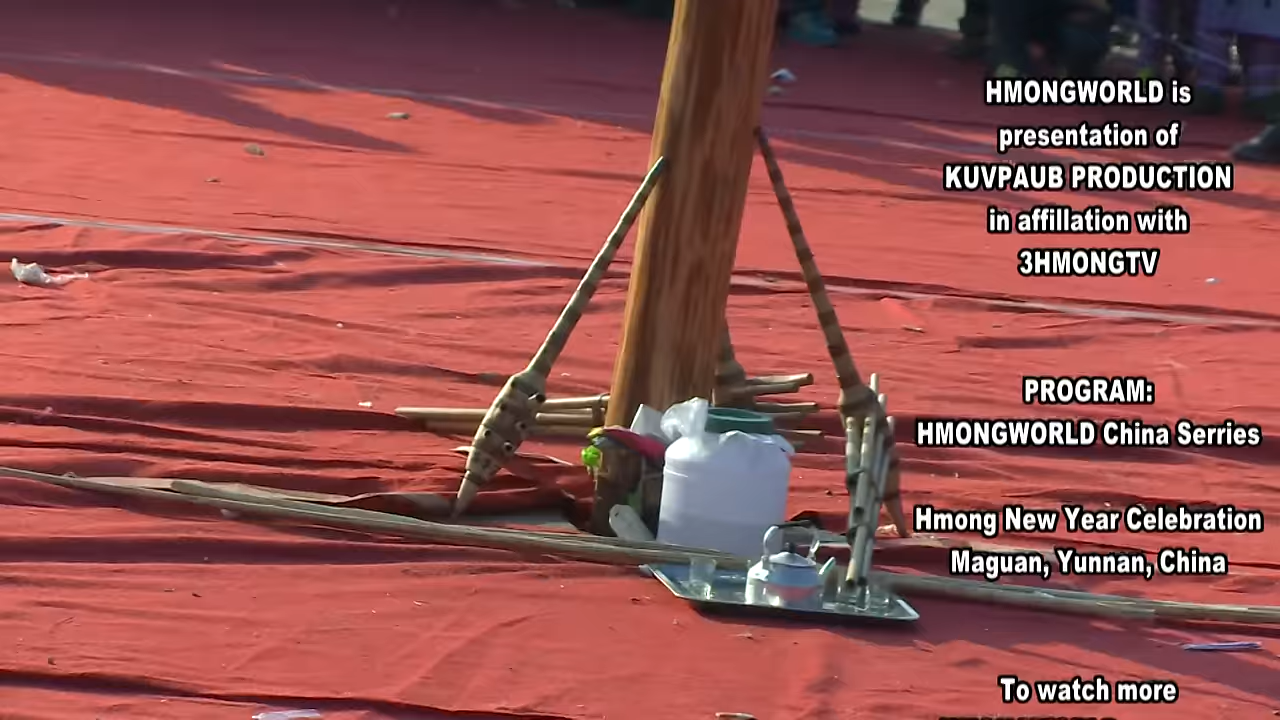 HMONGWORLD is
presentation of
KUVPAUB PRODUCTION
in affillation with
3HMONGTV
PROGRAM:
HMONGWORLD China Serries
Hmong New Year Celebration
Maguan, Yunnan, China
To watch more